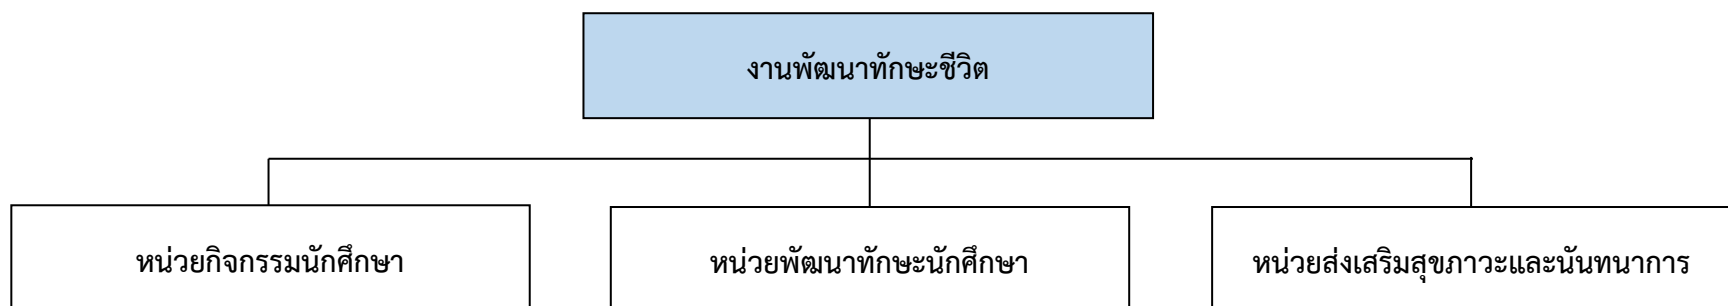 งานพัฒนาทักษะชีวิต
หน่วยกิจกรรมนักศึกษา
หน่วยพัฒนาทักษะนักศึกษา
หน่วยส่งเสริมสุขภาวะและนันทนาการ